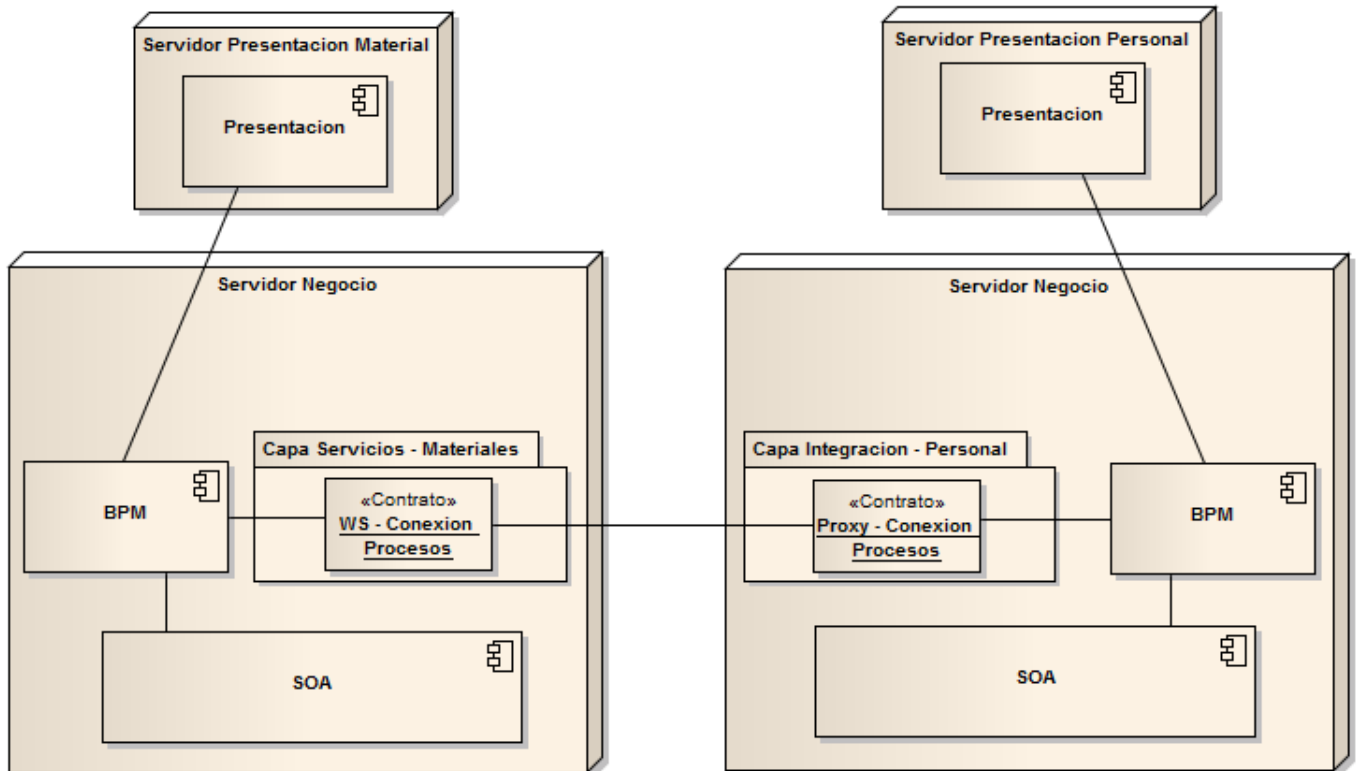 Servidor Presentacion Material
Presentacion
Servidor Presentacion Personal
Presentacion
Servidor Negocio
Capa Servicios - Materiales
BPM
«Contrato»
WS - Conexion
Procesos
SOA
Servidor Negocio
Capa Integracion - Personal
«Contrato»
Proxy - Conexion
Procesos
BPM
SOA